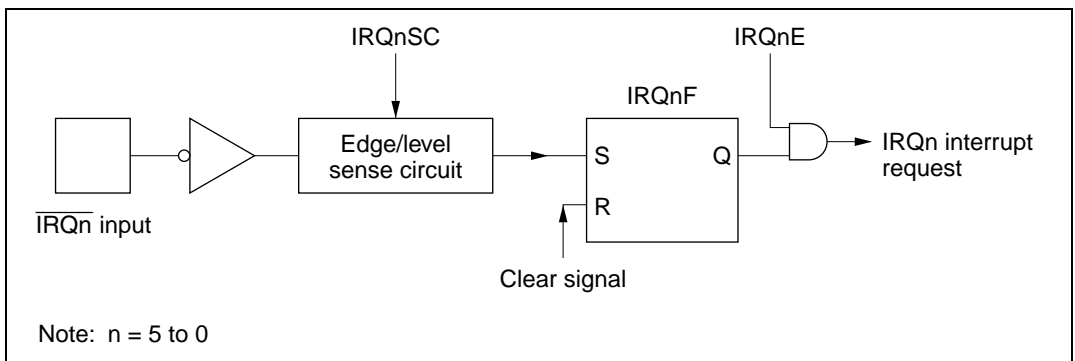 IRQnSC
IRQnE
IRQnF
Edge/level
sense circuit
S
Q
R
IRQn interrupt
request
IRQn input
Clear signal
Note: n = 5 to 0